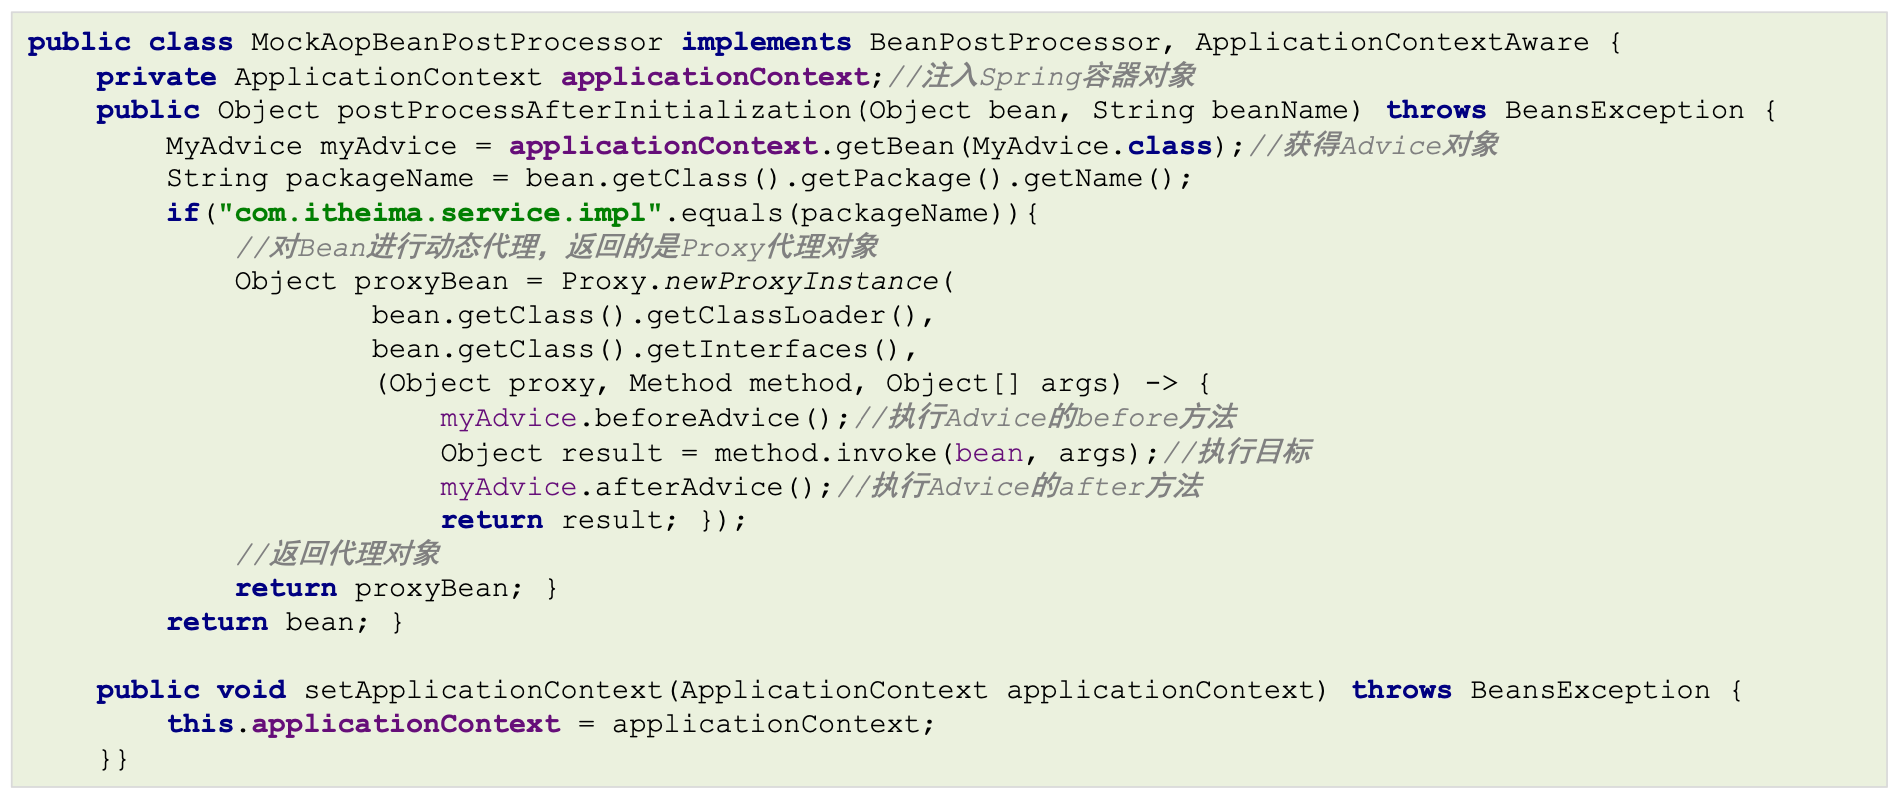 public class MockAopBeanPostProcessor implements BeanPostProcessor, ApplicationContextAware {
    private ApplicationContext applicationContext;//注入Spring容器对象
    public Object postProcessAfterInitialization(Object bean, String beanName) throws BeansException {
        MyAdvice myAdvice = applicationContext.getBean(MyAdvice.class);//获得Advice对象
        String packageName = bean.getClass().getPackage().getName();
        if("com.itheima.service.impl".equals(packageName)){
            //对Bean进行动态代理，返回的是Proxy代理对象
            Object proxyBean = Proxy.newProxyInstance(
                    bean.getClass().getClassLoader(),
                    bean.getClass().getInterfaces(),
                    (Object proxy, Method method, Object[] args) -> {
                        myAdvice.beforeAdvice();//执行Advice的before方法
                        Object result = method.invoke(bean, args);//执行目标
                        myAdvice.afterAdvice();//执行Advice的after方法
                        return result; });
            //返回代理对象
            return proxyBean; }
        return bean; }
    public void setApplicationContext(ApplicationContext applicationContext) throws BeansException {
        this.applicationContext = applicationContext;
    }}